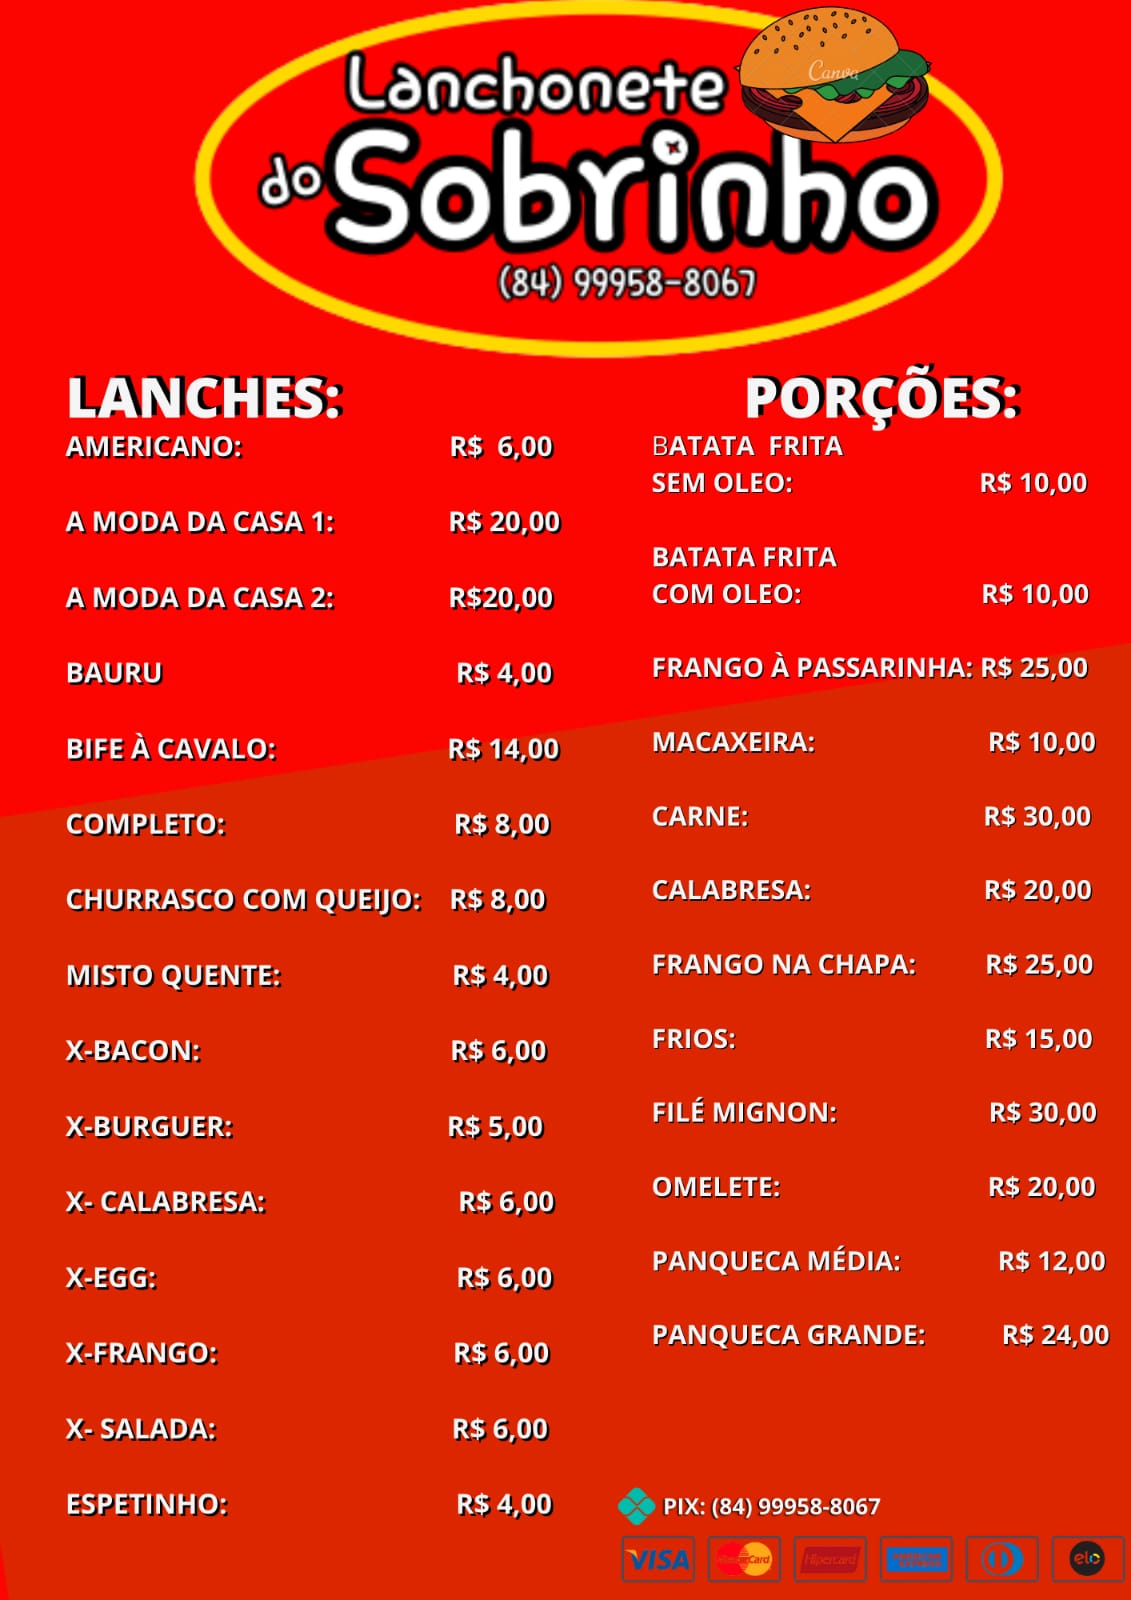 Lanchonete
Canva
do Sobrinho
(84) 99958-8067
LANCHES:
AMERICANO: R$ 6,00
A MODA DA CASA 1: R$ 20,00
A MODA DA CASA 2: R$20,00
BAURU R$ 4,00
BIFE À CAVALO: R$ 14,00
COMPLETO: R$ 8,00
CHURRASCO COM QUEIJO: R$ 8,00
MISTO QUENTE: R$ 4,00
X-BACON: R$ 6,00
X-BURGUER: R$ 5,00
X- CALABRESA: R$ 6,00
X-EGG: R$ 6,00
X-FRANGO: R$ 6,00
X- SALADA: R$ 6,00
ESPETINHO: R$ 4,00
PORÇÕES:
BATATA FRITA
SEM OLEO: R$ 10,00
BATATA FRITA
COM OLEO: R$ 10,00
FRANGO À PASSARINHA: R$ 25,00
MACAXEIRA: R$ 10,00
CARNE: R$ 30,00
CALABRESA: R$ 20,00
FRANGO NA CHAPA: R$ 25,00
FRIOS: R$ 15,00
FILÉ MIGNON: R$ 30,00
OMELETE: R$ 20,00
PANQUECA MÉDIA: R$ 12,00
PANQUECA GRANDE: R$ 24,00
PIX: (84) 99958-8067
VISA MasterCard Hipercard AMERICAN EXPRESS elo